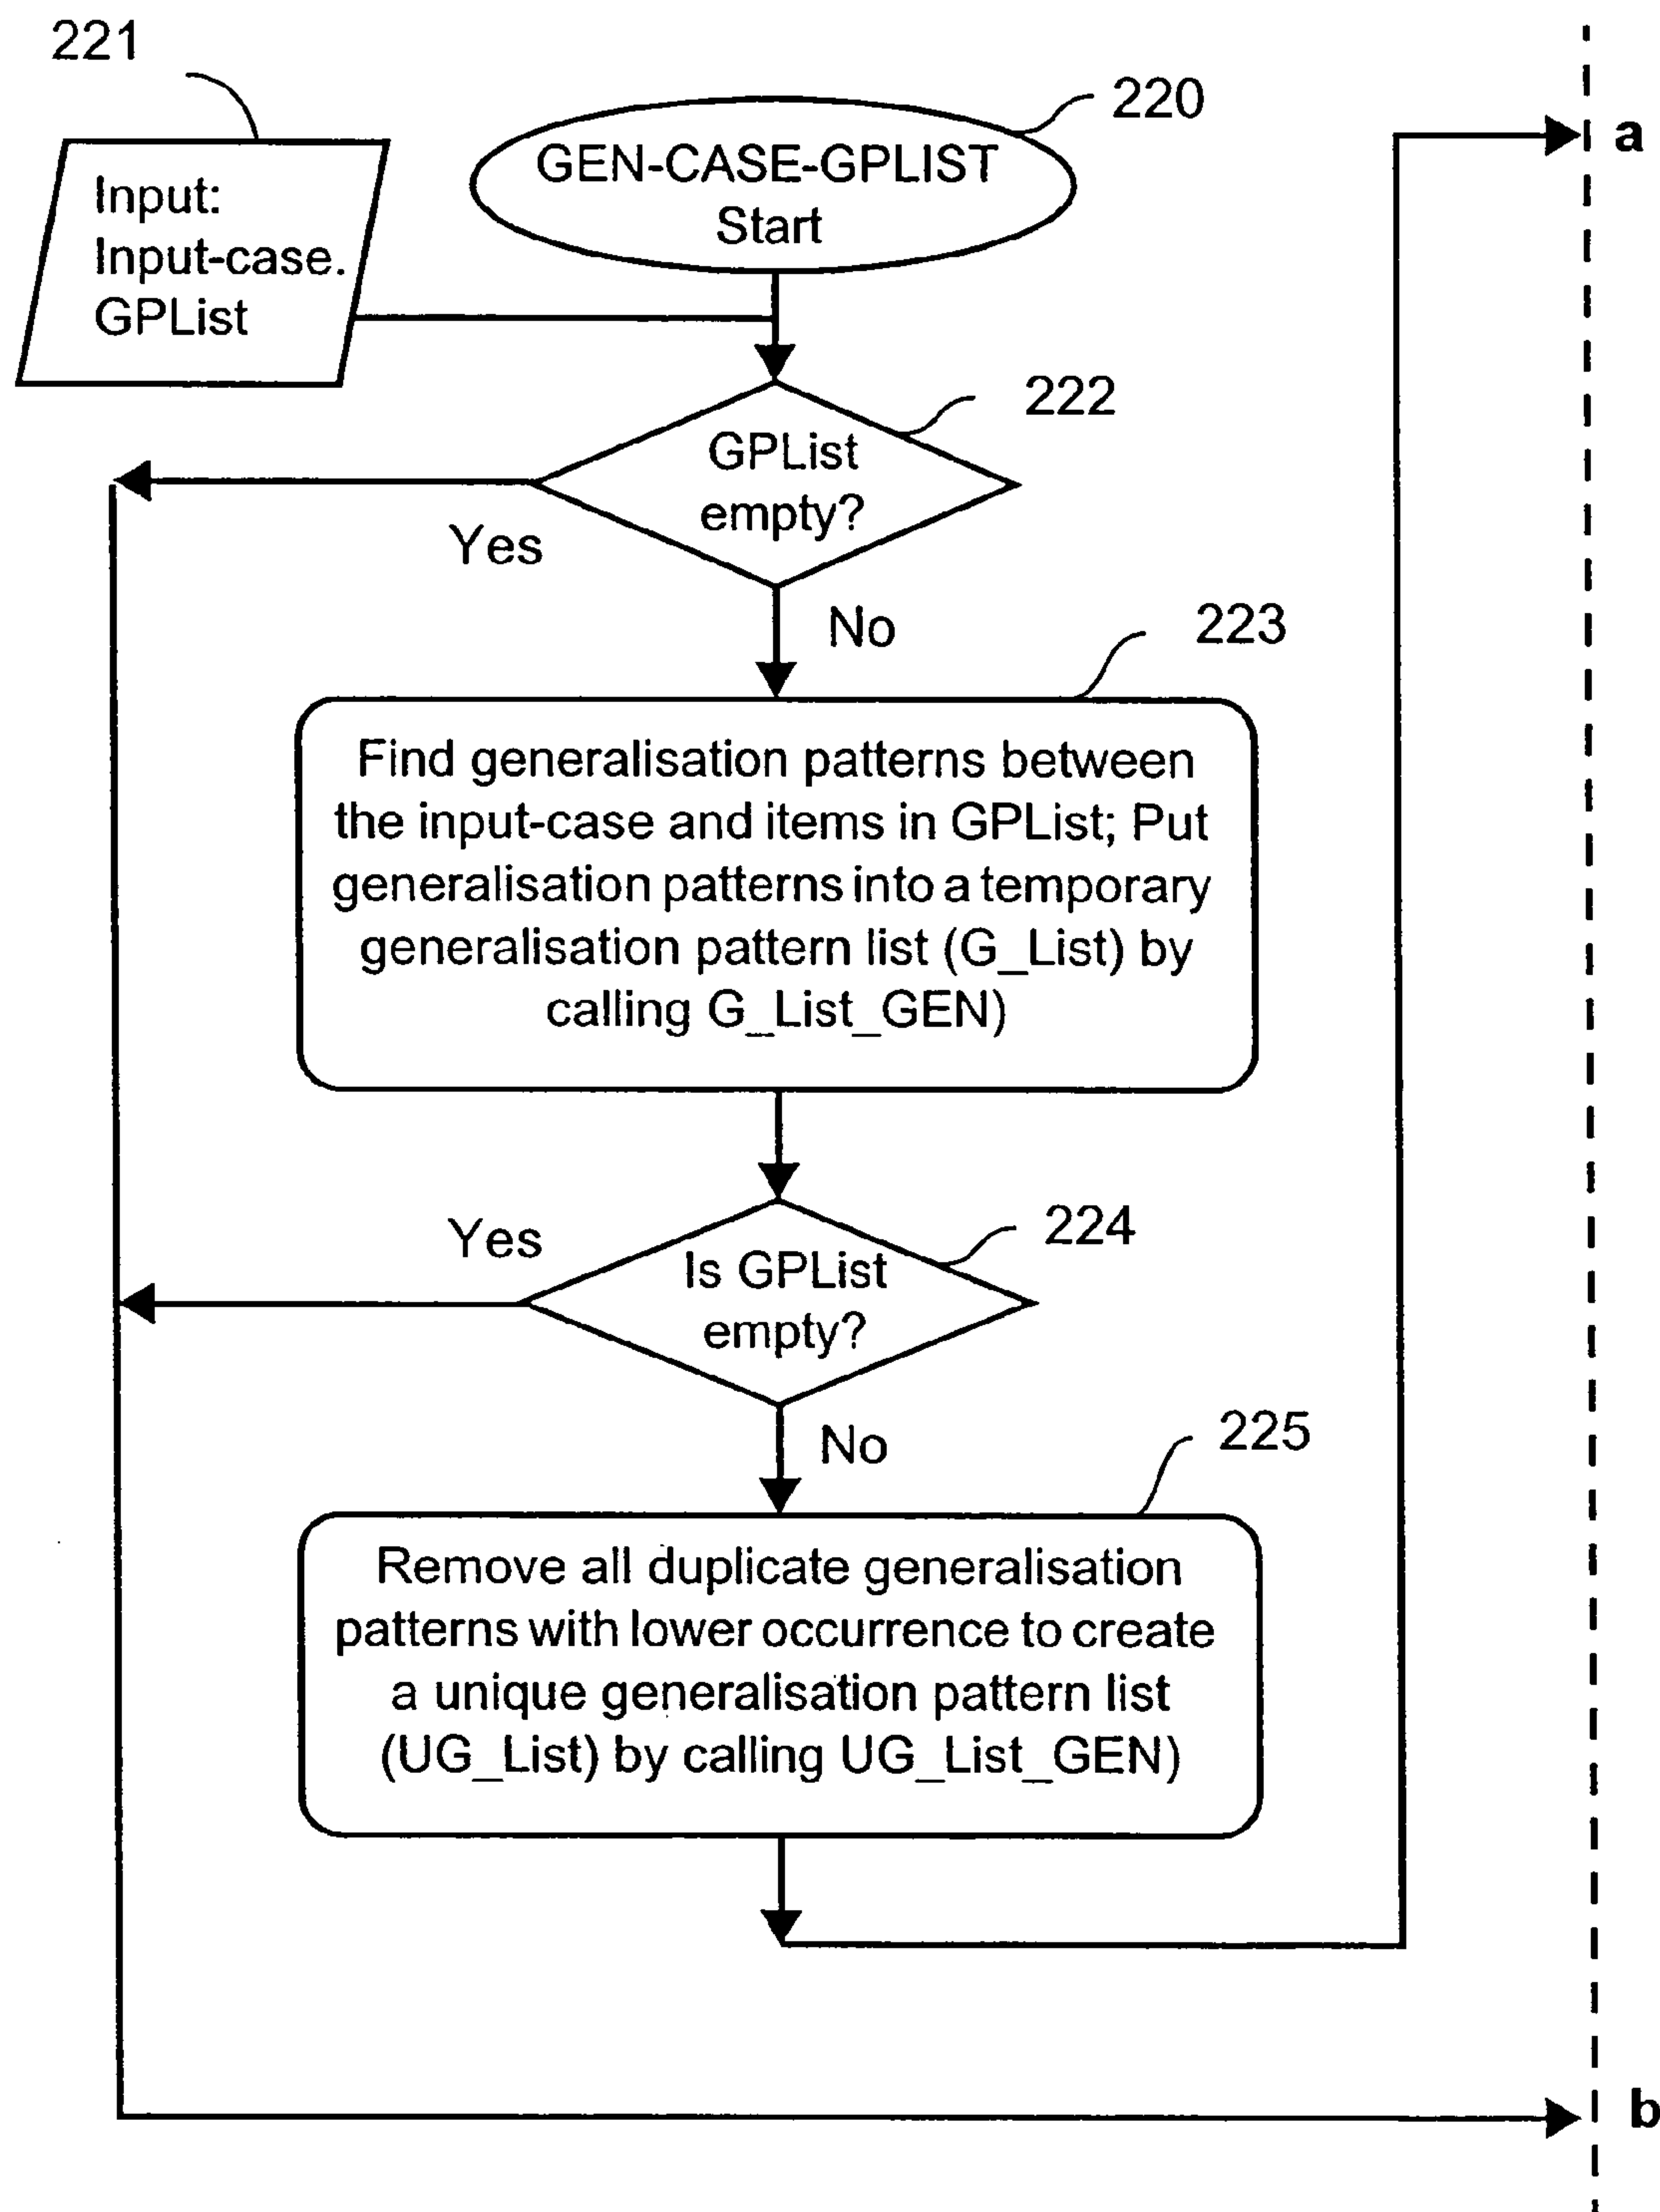 221
220
a
GEN-CASE-GPLIST
Start
Input:
Input-case.
GPList
222
GPList
empty?
Yes
No
223
Find generalisation patterns between
the input-case and items in GPList; Put
generalisation patterns into a temporary
generalisation pattern list (G_List) by
calling G_List_GEN)
Yes
224
Is GPList
empty?
No
225
Remove all duplicate generalisation
patterns with lower occurrence to create
a unique generalisation pattern list
(UG_List) by calling UG_List_GEN)
b